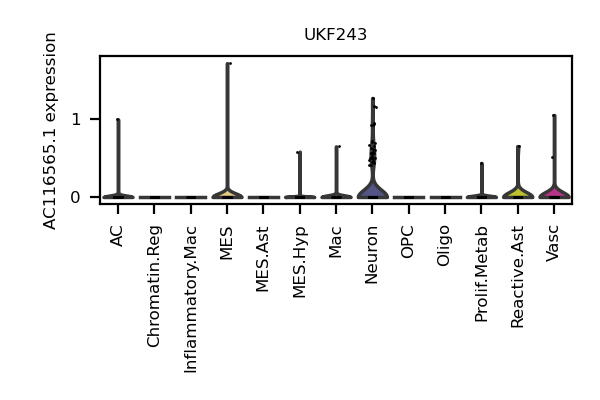 UKF243
AC116565.1 expression
1
0
AC
Chromatin.Reg
Inflammatory.Mac
MES
MES.Ast
MES.Hyp
Mac
Neuron
OPC
Oligo
Prolif.Metab
Reactive.Ast
Vasc